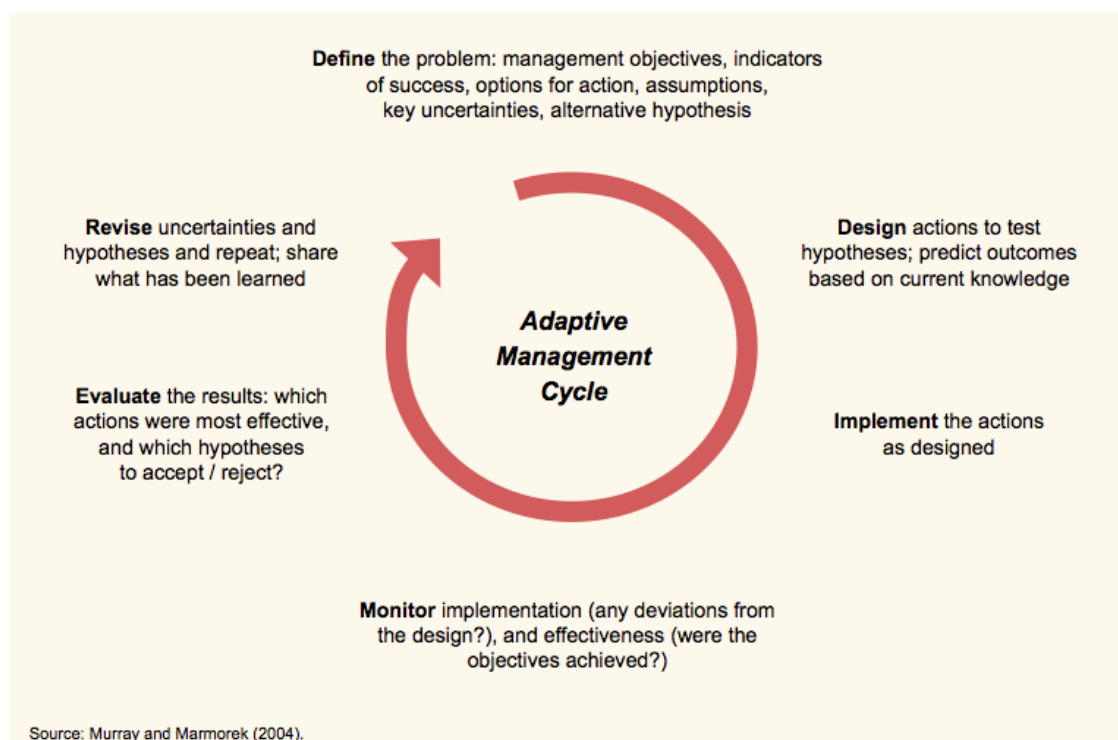 Define the problem: management objectives, indicators
of success, options for action, assumptions,
key uncertainties, alternative hypothesis
Design actions to test
hypotheses; predict outcomes
based on current knowledge
Implement the actions
as designed
Monitor implementation (any deviations from
the design?), and effectiveness (were the
objectives achieved?)
Evaluate the results: which
actions were most effective,
and which hypotheses
to accept / reject?
Revise uncertainties and
hypotheses and repeat; share
what has been learned
Adaptive
Management
Cycle
Source: Murray and Marmorek (2004).